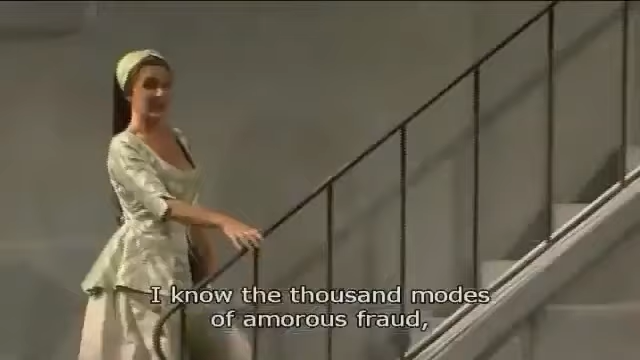 I know the thousand modes
of amorous fraud,